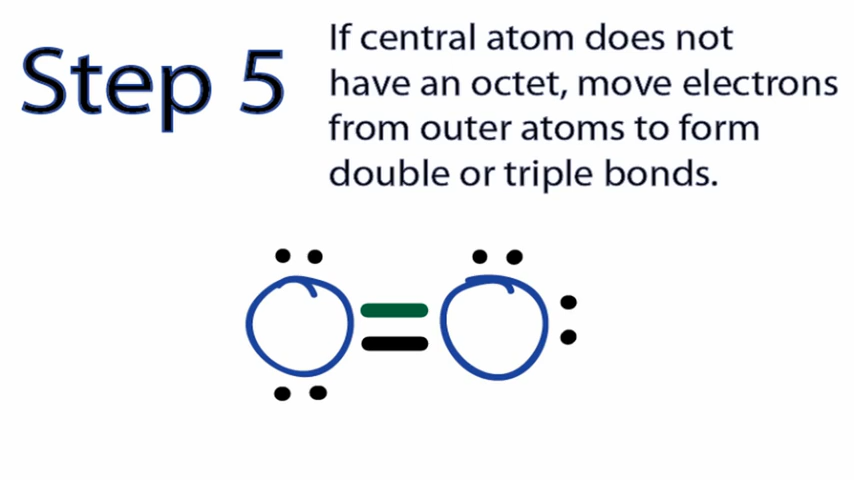 Step 5
If central atom does not
have an octet, move electrons
from outer atoms to form
double or triple bonds.
O = O